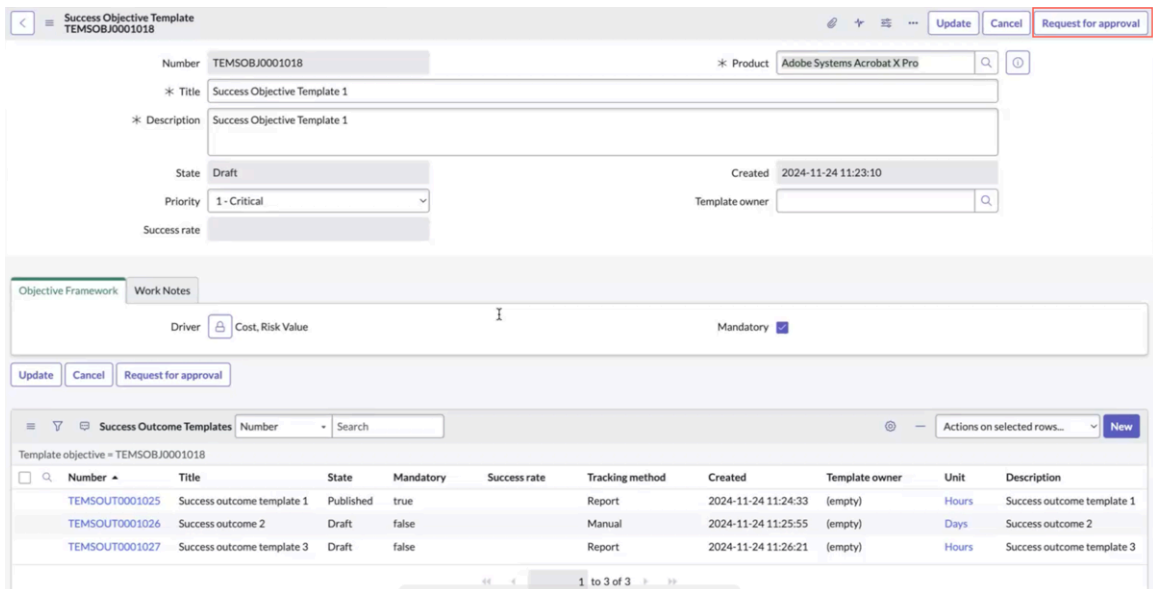 Success Objective Template
TEMSOBJ0001018
Update Cancel Request for approval
Number TEMSOBJ0001018
* Product Adobe Systems Acrobat X Pro
* Title Success Objective Template 1
* Description Success Objective Template 1
State Draft
Created 2024-11-24 11:23:10
Priority 1 - Critical
Template owner
Success rate
Objective Framework Work Notes
Driver Cost, Risk Value
Mandatory
Update Cancel Request for approval
Success Outcome Templates Number Search Actions on selected rows... New
Template objective = TEMSOBJ0001018
Number Title State Mandatory Success rate Tracking method Created Template owner Unit Description
TEMSOUT0001025 Success outcome template 1 Published true Report 2024-11-24 11:24:33 (empty) Hours Success outcome template 1
TEMSOUT0001026 Success outcome 2 Draft false Manual 2024-11-24 11:25:55 (empty) Days Success outcome 2
TEMSOUT0001027 Success outcome template 3 Draft false Report 2024-11-24 11:26:21 (empty) Hours Success outcome template 3
1 to 3 of 3